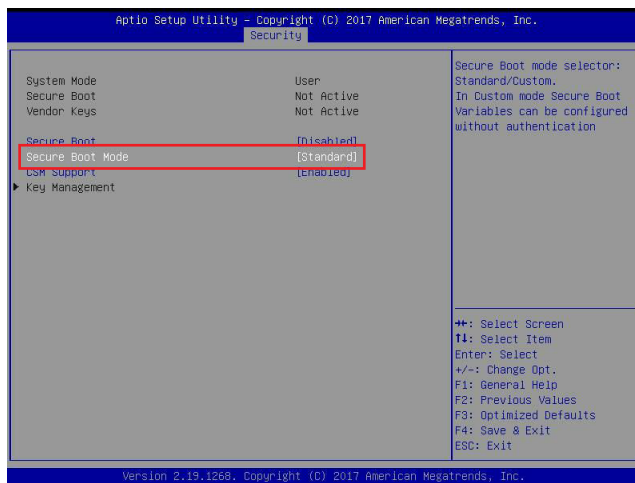 Aptio Setup Utility – Copyright (C) 2017 American Megatrends, Inc.
Security
System Mode User
Secure Boot Not Active
Vendor Keys Not Active
Secure Boot [Disabled]
Secure Boot Mode [Standard]
CSM Support [Enabled]
Key Management
Secure Boot mode selector:
Standard/Custom.
In Custom mode Secure Boot
Variables can be configured
without authentication
→←: Select Screen
↑↓: Select Item
Enter: Select
+/-: Change Opt.
F1: General Help
F2: Previous Values
F3: Optimized Defaults
F4: Save & Exit
ESC: Exit
Version 2.19.1268. Copyright (C) 2017 American Megatrends, Inc.